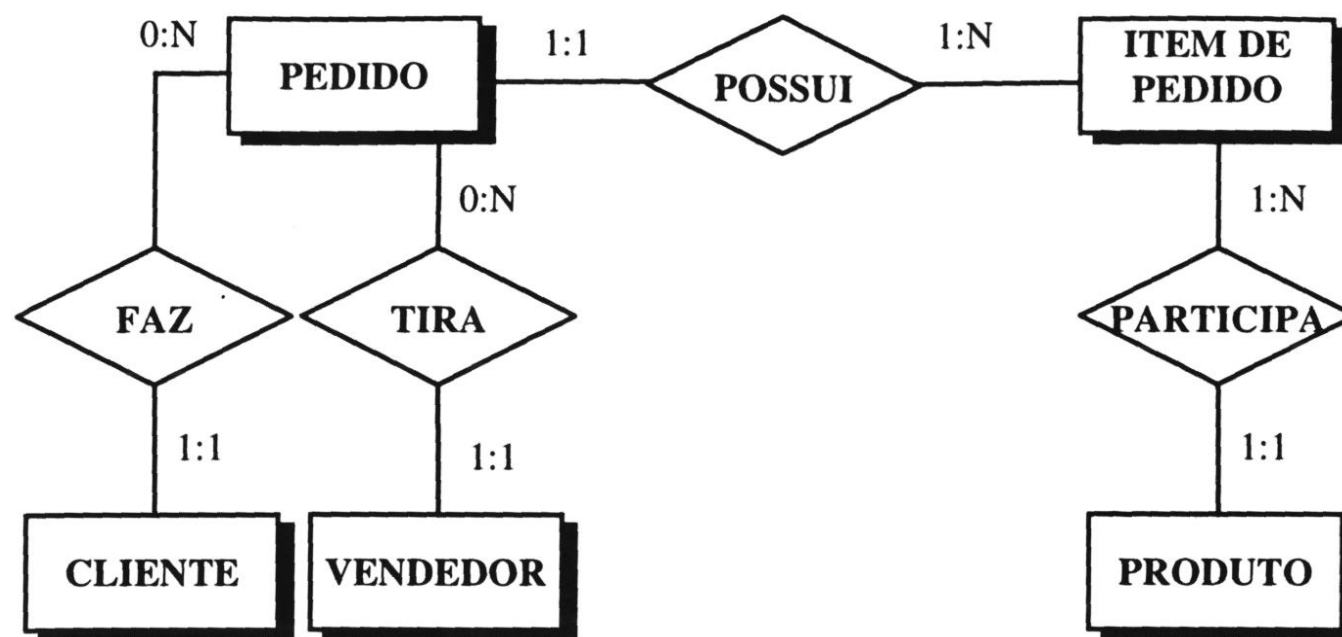 0:N
PEDIDO
1:1
POSSUI
1:N
ITEM DE
PEDIDO
0:N
1:N
FAZ
TIRA
PARTICIPA
1:1
1:1
1:1
CLIENTE
VENDEDOR
PRODUTO